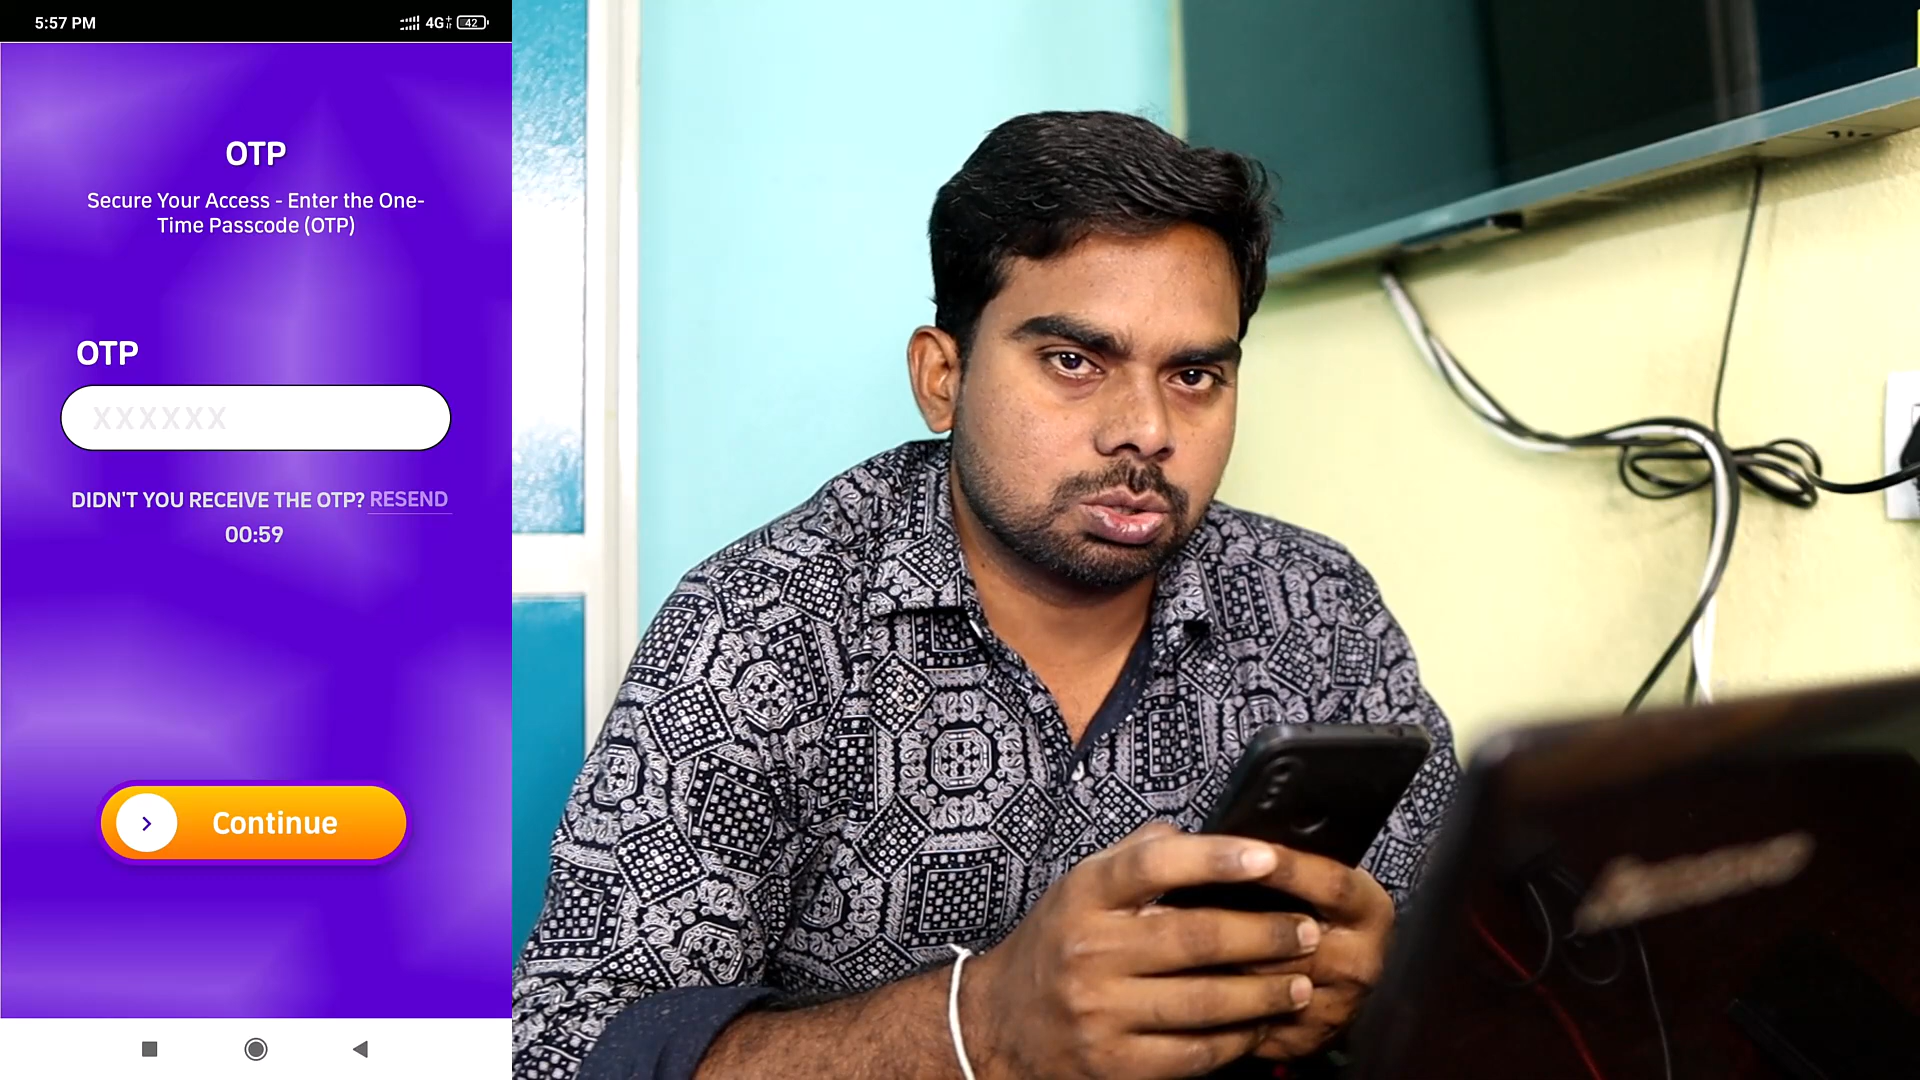 5:57 PM
4G
42
OTP
Secure Your Access - Enter the One-
Time Passcode (OTP)
OTP
XXXXXX
DIDN'T YOU RECEIVE THE OTP? RESEND
00:59
Continue